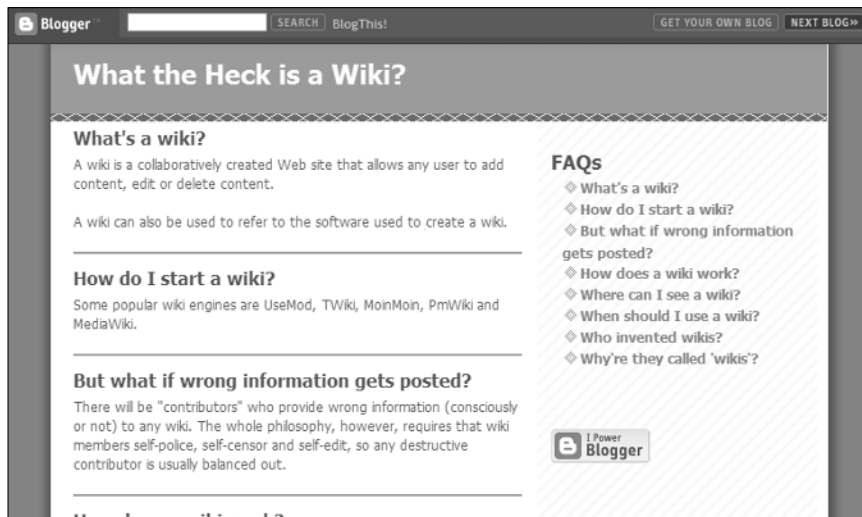 Blogger™ SEARCH BlogThis! GET YOUR OWN BLOG NEXT BLOG»
What the Heck is a Wiki?
What's a wiki?
A wiki is a collaboratively created Web site that allows any user to add
content, edit or delete content.
A wiki can also be used to refer to the software used to create a wiki.
How do I start a wiki?
Some popular wiki engines are UseMod, TWiki, MoinMoin, PmWiki and
MediaWiki.
But what if wrong information gets posted?
There will be "contributors" who provide wrong information (consciously
or not) to any wiki. The whole philosophy, however, requires that wiki
members self-police, self-censor and self-edit, so any destructive
contributor is usually balanced out.
FAQs
What's a wiki?
How do I start a wiki?
But what if wrong information
gets posted?
How does a wiki work?
Where can I see a wiki?
When should I use a wiki?
Who invented wikis?
Why're they called 'wikis'?
I Power
Blogger